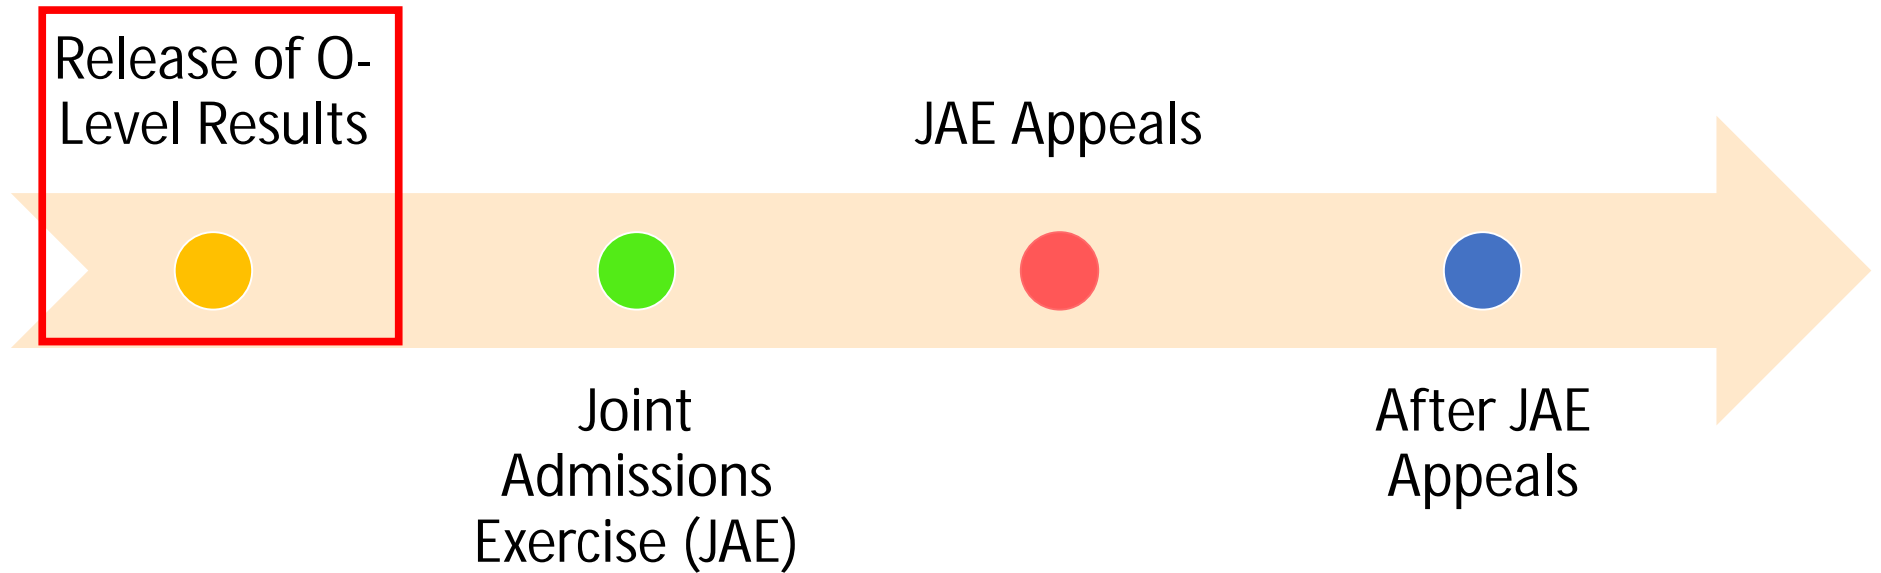 Release of O-
Level Results
JAE Appeals
Joint
Admissions
Exercise (JAE)
After JAE
Appeals